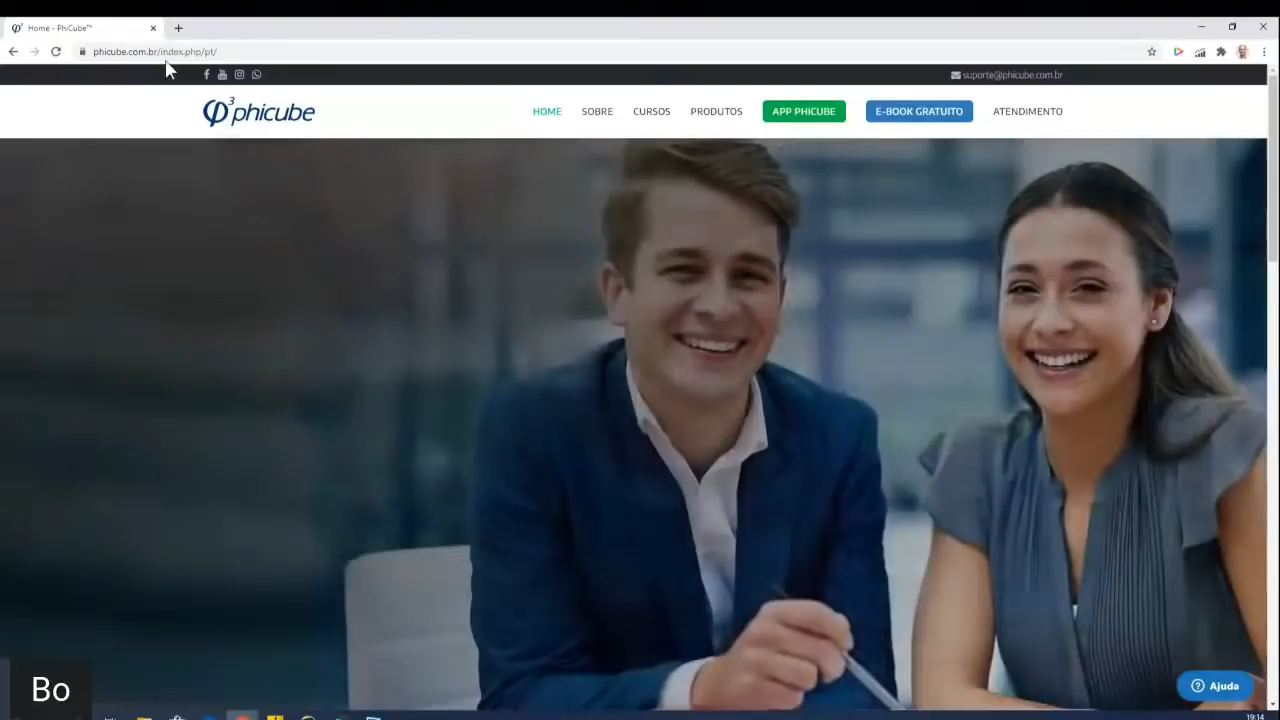 Home - PhiCube™
phicube.com.br/index.php/pt/
suporte@phicube.com.br
φ3 phicube
HOME SOBRE CURSOS PRODUTOS APP PHICUBE E-BOOK GRATUITO ATENDIMENTO
Ajuda
Bo
19:14